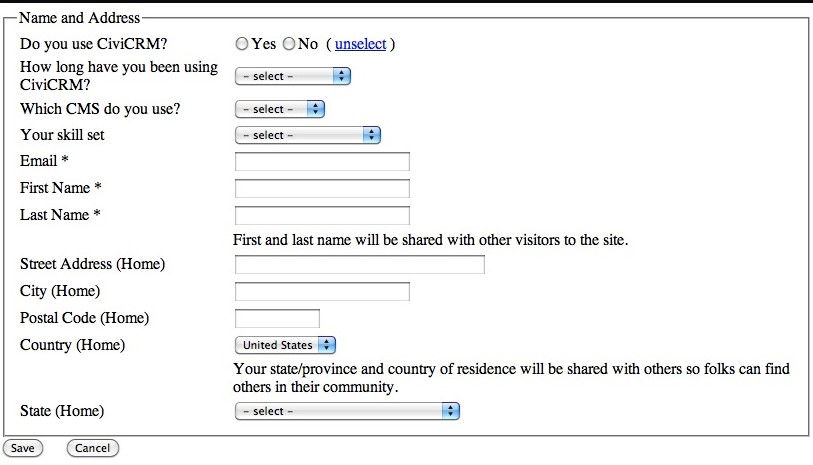 Name and Address
Do you use CiviCRM? Yes No ( unselect )
How long have you been using
CiviCRM? - select -
Which CMS do you use? - select -
Your skill set - select -
Email *
First Name *
Last Name *
First and last name will be shared with other visitors to the site.
Street Address (Home)
City (Home)
Postal Code (Home)
Country (Home) United States
Your state/province and country of residence will be shared with others so folks can find
others in their community.
State (Home) - select -
Save Cancel